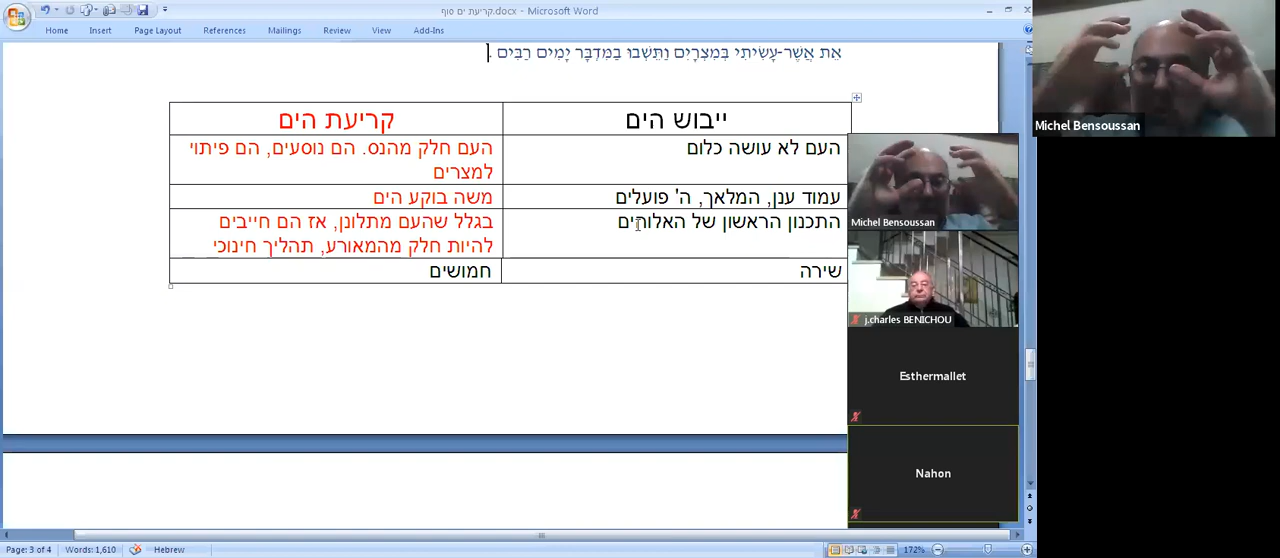 קריעת ים סוף.docx - Microsoft Word
Home Insert Page Layout References Mailings Review View Add-Ins
אֵת אֲשֶׁר-עָשִׂיתִי בְּמִצְרָיִם וַתֵּשְׁבוּ בַמִּדְבָּר יָמִים רַבִּים .
ייבוש הים
קריעת הים
העם לא עושה כלום
העם חלק מהנס. הם נוסעים, הם פיתוי
למצרים
עמוד ענן, המלאך, ה' פועלים
משה בוקע הים
התכנון הראשון של האלוהים
בגלל שהעם מתלונן, אז הם חייבים
להיות חלק מהמאורע, תהליך חינוכי
שירה
חמושים
Michel Bensoussan
Michel Bensoussan
j.charles BENICHOU
Esthermallet
Nahon
Page: 3 of 4 Words: 1,610 Hebrew 172%